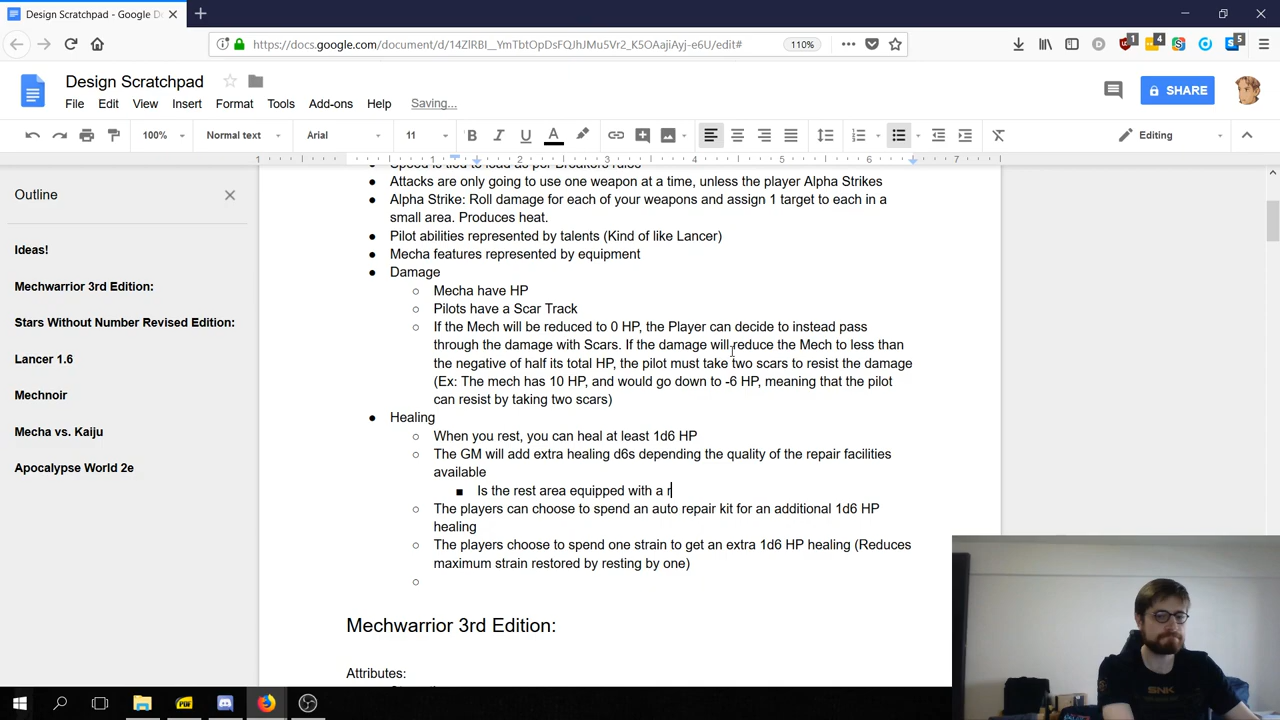 Design Scratchpad - Google D
https://docs.google.com/document/d/14ZIRBI__YmTbtOpDsFtJhJMu5Vr2_K5OAajiAyj-e6U/edit#
110%
1
4
5
Design Scratchpad
SHARE
File Edit View Insert Format Tools Add-ons Help Saving...
100% Normal text Arial 11 B I U A Editing
1 1 2 3 4 5 6 7
Outline
Ideas!
Mechwarrior 3rd Edition:
Stars Without Number Revised Edition:
Lancer 1.6
Mechnoir
Mecha vs. Kaiju
Apocalypse World 2e
● Attacks are only going to use one weapon at a time, unless the player Alpha Strikes
● Alpha Strike: Roll damage for each of your weapons and assign 1 target to each in a
small area. Produces heat.
● Pilot abilities represented by talents (Kind of like Lancer)
● Mecha features represented by equipment
● Damage
○ Mecha have HP
○ Pilots have a Scar Track
○ If the Mech will be reduced to 0 HP, the Player can decide to instead pass
through the damage with Scars. If the damage will reduce the Mech to less than
the negative of half its total HP, the pilot must take two scars to resist the damage
(Ex: The mech has 10 HP, and would go down to -6 HP, meaning that the pilot
can resist by taking two scars)
● Healing
○ When you rest, you can heal at least 1d6 HP
○ The GM will add extra healing d6s depending the quality of the repair facilities
available
■ Is the rest area equipped with a r
○ The players can choose to spend an auto repair kit for an additional 1d6 HP
healing
○ The players choose to spend one strain to get an extra 1d6 HP healing (Reduces
maximum strain restored by resting by one)
○
Mechwarrior 3rd Edition:
Attributes:
SNK